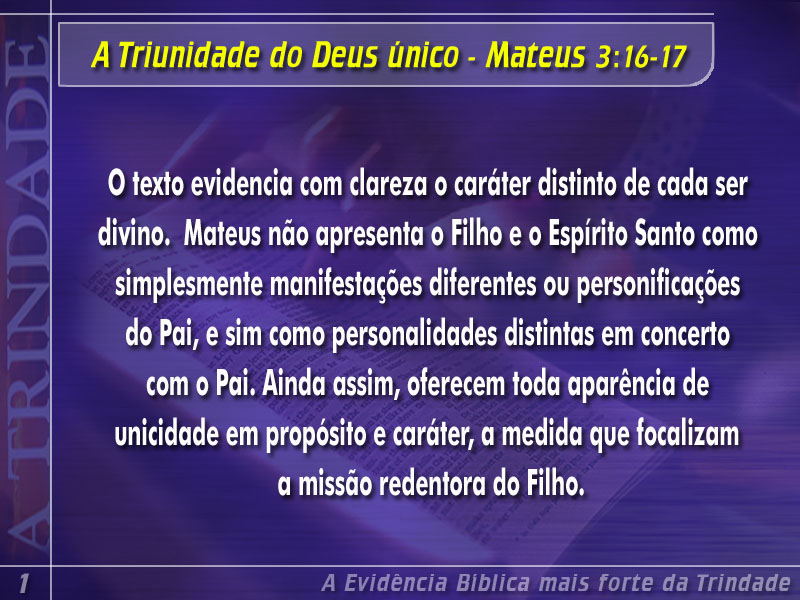 A Triunidade do Deus único - Mateus 3:16-17
O texto evidencia com clareza o caráter distinto de cada ser
divino. Mateus não apresenta o Filho e o Espírito Santo como
simplesmente manifestações diferentes ou personificações
do Pai, e sim como personalidades distintas em concerto
com o Pai. Ainda assim, oferecem toda aparência de
unicidade em propósito e caráter, a medida que focalizam
a missão redentora do Filho.
A TRINDADE
1
A Evidência Bíblica mais forte da Trindade